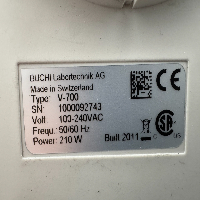 BÜCHI Labortechnik AG
Made in Switzerland
Type: V-700
SN: 1000092743
Volt: 100-240VAC
Frequ.: 50/60 Hz
Power: 210 W
Built 2011
CE